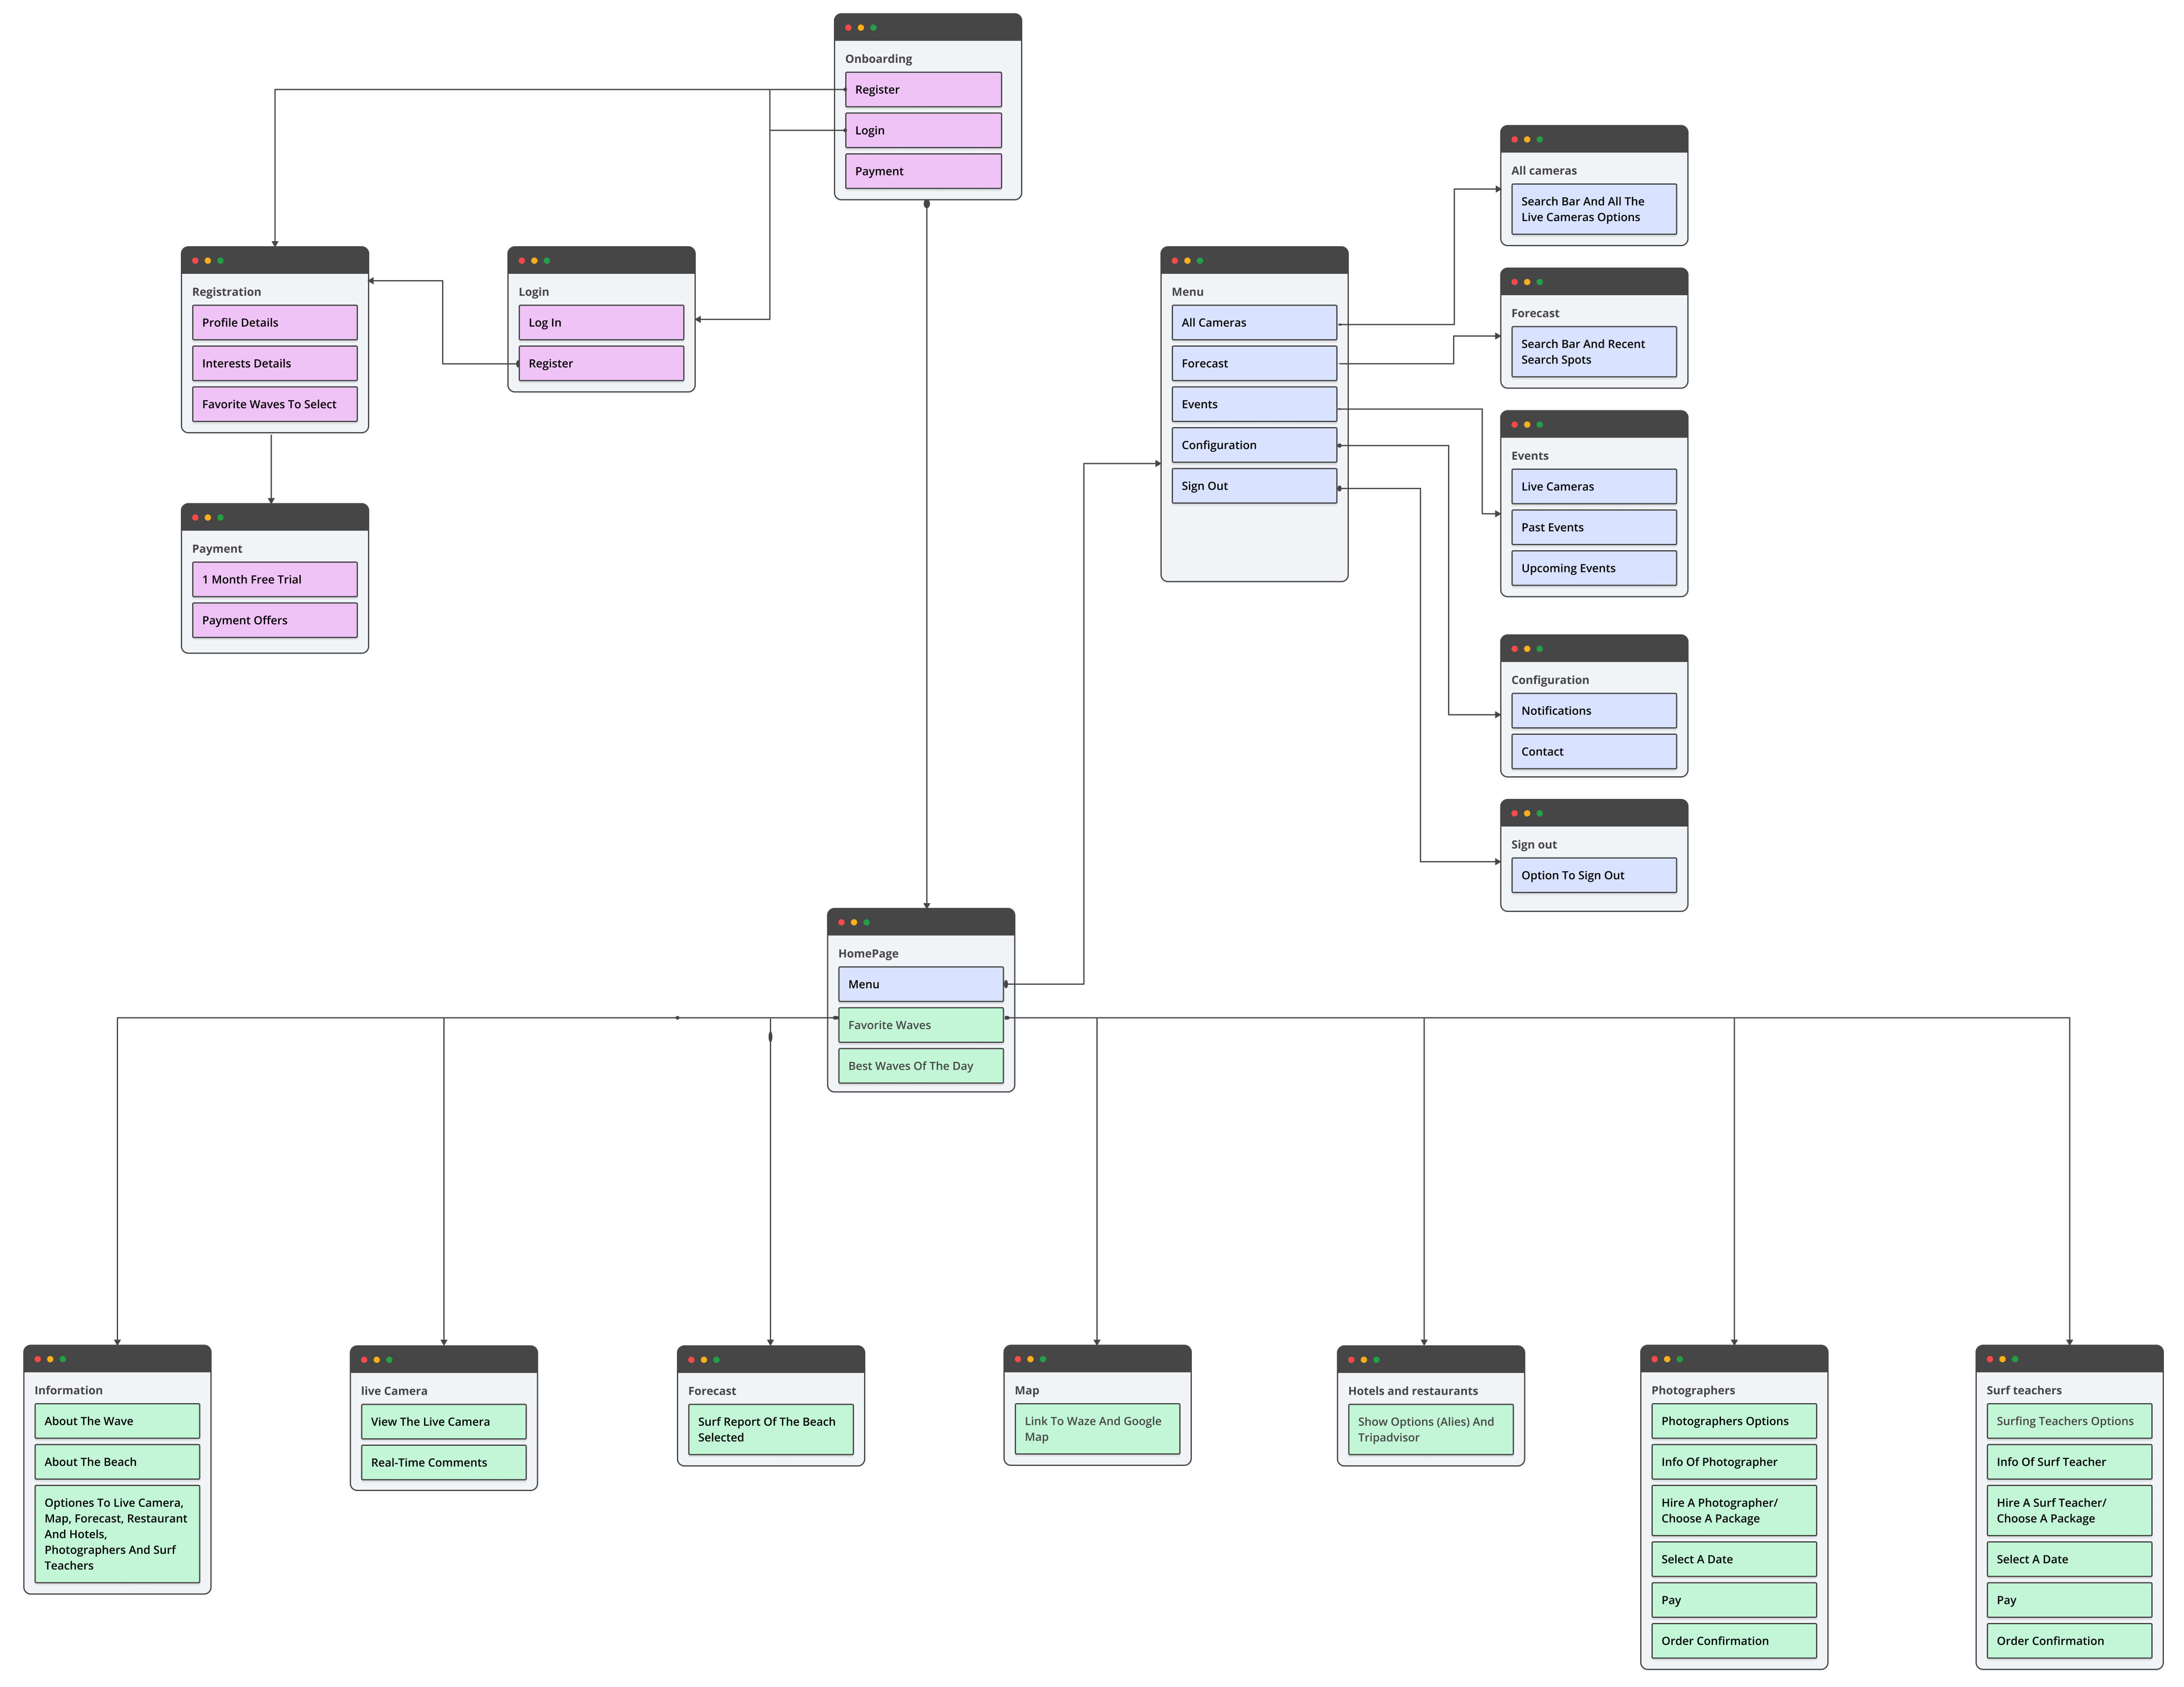 Onboarding
Register
Login
Payment
Registration
Profile Details
Interests Details
Favorite Waves To Select
Login
Log In
Register
Payment
1 Month Free Trial
Payment Offers
Menu
All Cameras
Forecast
Events
Configuration
Sign Out
All cameras
Search Bar And All The
Live Cameras Options
Forecast
Search Bar And Recent
Search Spots
Events
Live Cameras
Past Events
Upcoming Events
Configuration
Notifications
Contact
Sign out
Option To Sign Out
HomePage
Menu
Favorite Waves
Best Waves Of The Day
Information
About The Wave
About The Beach
Optiones To Live Camera,
Map, Forecast, Restaurant
And Hotels,
Photographers And Surf
Teachers
live Camera
View The Live Camera
Real-Time Comments
Forecast
Surf Report Of The Beach
Selected
Map
Link To Waze And Google
Map
Hotels and restaurants
Show Options (Alies) And
Tripadvisor
Photographers
Photographers Options
Info Of Photographer
Hire A Photographer/
Choose A Package
Select A Date
Pay
Order Confirmation
Surf teachers
Surfing Teachers Options
Info Of Surf Teacher
Hire A Surf Teacher/
Choose A Package
Select A Date
Pay
Order Confirmation